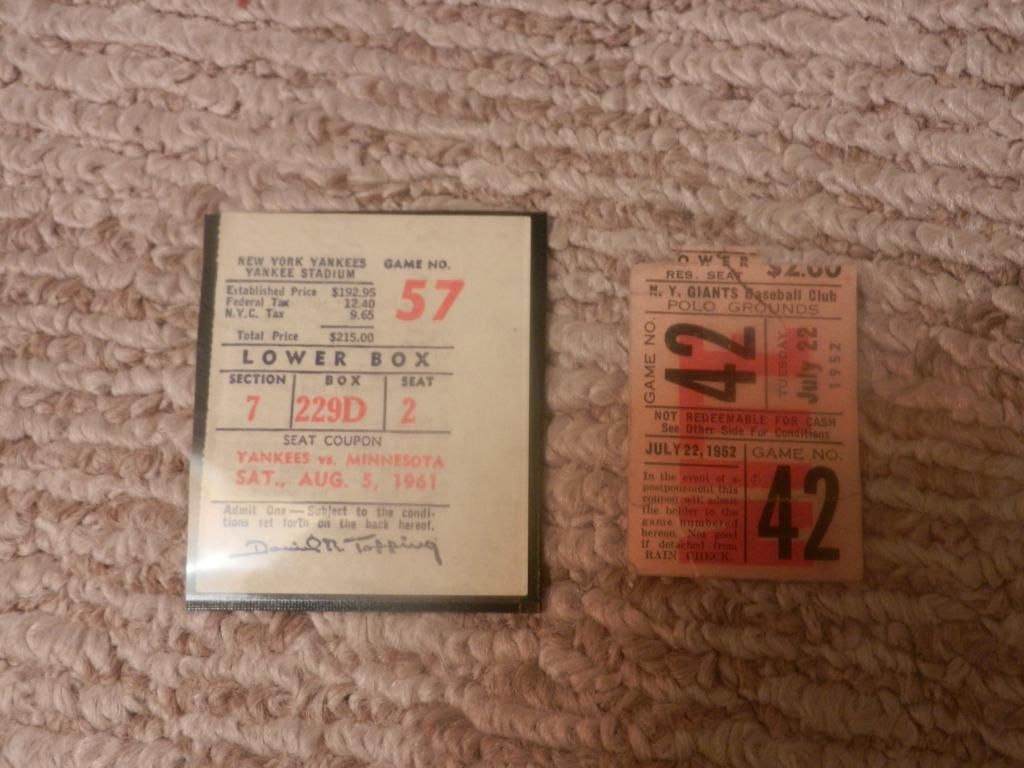 NEW YORK YANKEES
YANKEE STADIUM
GAME NO.
57
Established Price $192.95
Federal Tax 12.40
N.Y.C. Tax 9.65
Total Price $215.00
LOWER BOX
SECTION BOX SEAT
7 229D 2
SEAT COUPON
YANKEES vs. MINNESOTA
SAT., AUG. 5, 1961
Admit One — Subject to the condi-
tions set forth on the back hereof.
Daniel R Topping
OWER
RES. SEAT $2.00
N. Y. GIANTS Baseball Club
POLO GROUNDS
GAME NO.
42
TUESDAY
July 22
1952
NOT REDEEMABLE FOR CASH
See Other Side For Conditions
JULY 22, 1952
GAME NO.
42
In the event of a
postponement this
coupon will admit
the holder to the
game numbered
hereon. Not good
if detached from
RAIN CHECK.